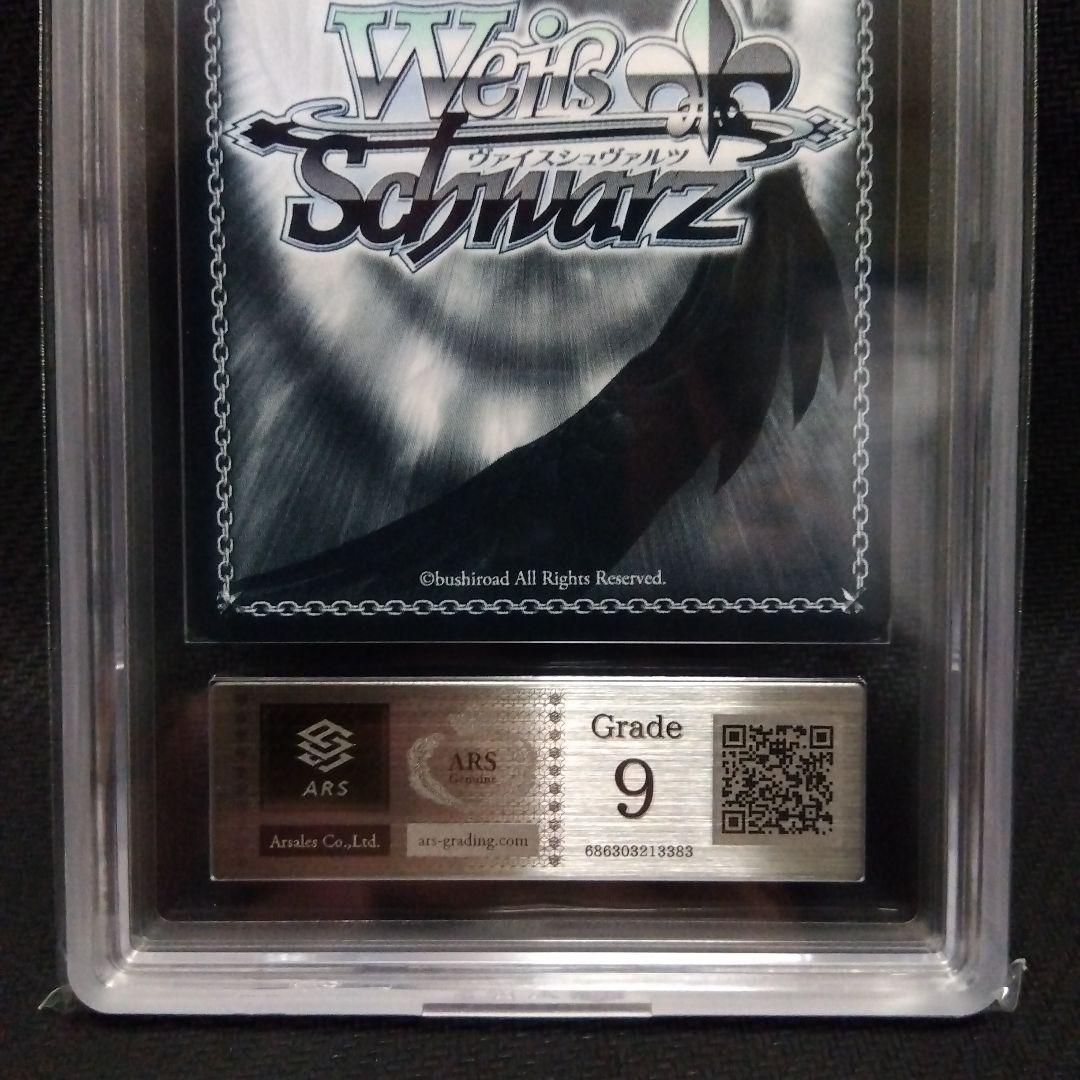 Weiß
ヴァイスシュヴァルツ
Schwarz
©bushiroad All Rights Reserved.
ARS
Arsales Co.,Ltd.
ARS
Genuine
ars-grading.com
Grade
9
686303213383